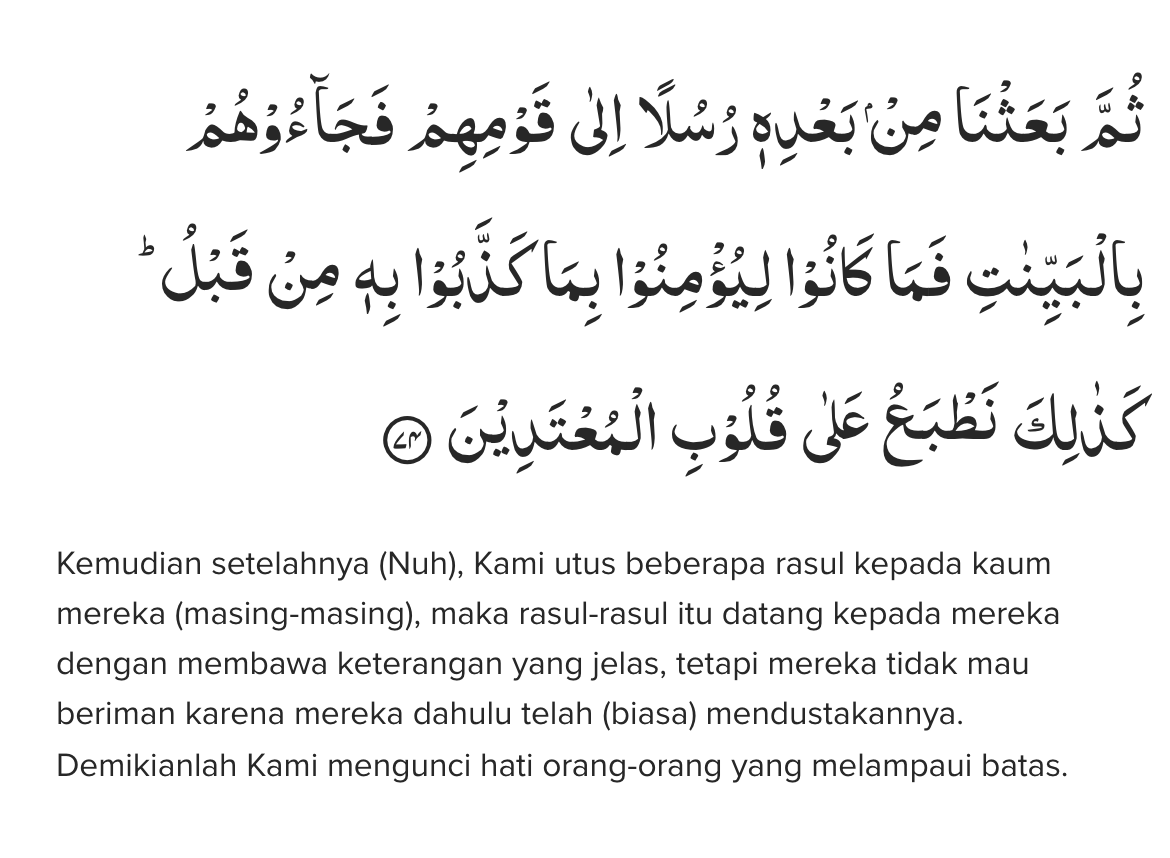 ثُمَّ بَعَثْنَا مِنْۢ بَعْدِهٖ رُسُلًا اِلٰى قَوْمِهِمْ فَجَاۤءُوْهُمْ
بِالْبَيِّنٰتِ فَمَا كَانُوْا لِيُؤْمِنُوْا بِمَا كَذَّبُوْا بِهٖ مِنْ قَبْلُ ۗ
كَذٰلِكَ نَطْبَعُ عَلٰى قُلُوْبِ الْمُعْتَدِيْنَ ٧٤
Kemudian setelahnya (Nuh), Kami utus beberapa rasul kepada kaum
mereka (masing-masing), maka rasul-rasul itu datang kepada mereka
dengan membawa keterangan yang jelas, tetapi mereka tidak mau
beriman karena mereka dahulu telah (biasa) mendustakannya.
Demikianlah Kami mengunci hati orang-orang yang melampaui batas.